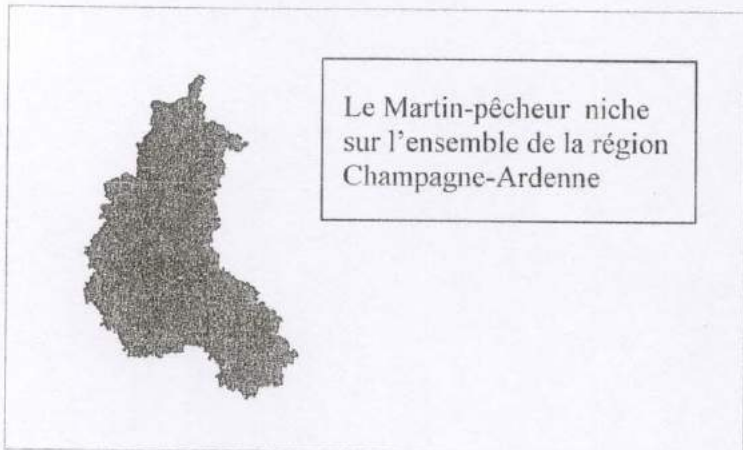 Le Martin-pêcheur niche
sur l'ensemble de la région
Champagne-Ardenne